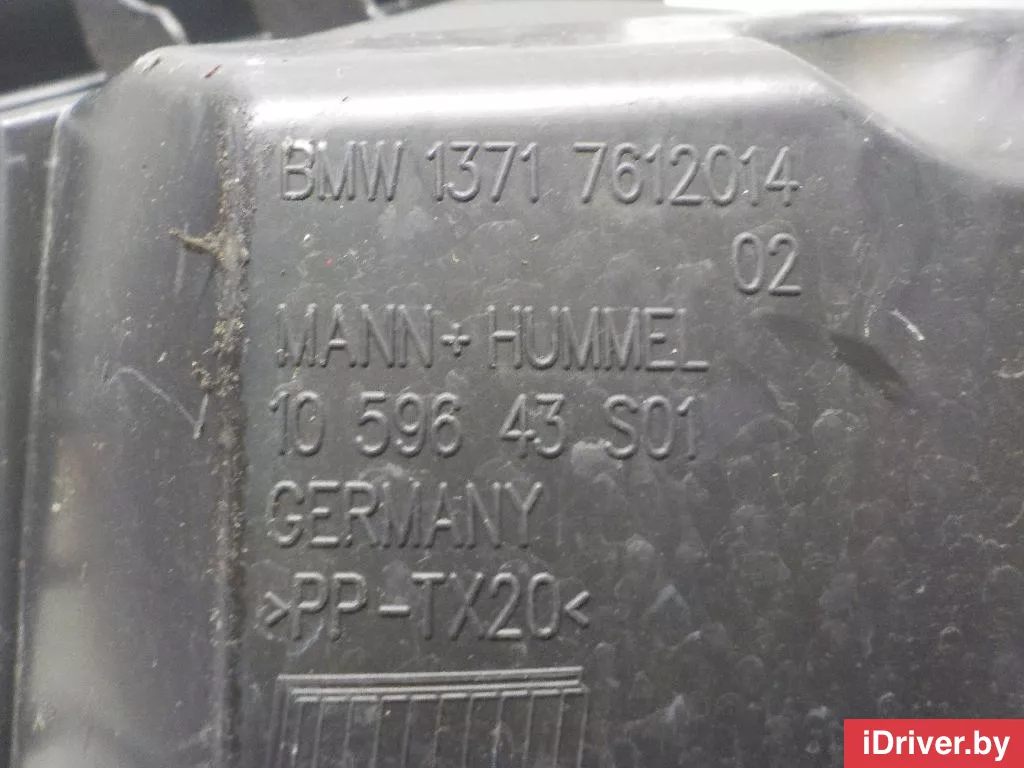 BMW 1371 7612014
02
MANN+HUMMEL
10 596 43 S01
GERMANY
>PP-TX20<
iDriver.by